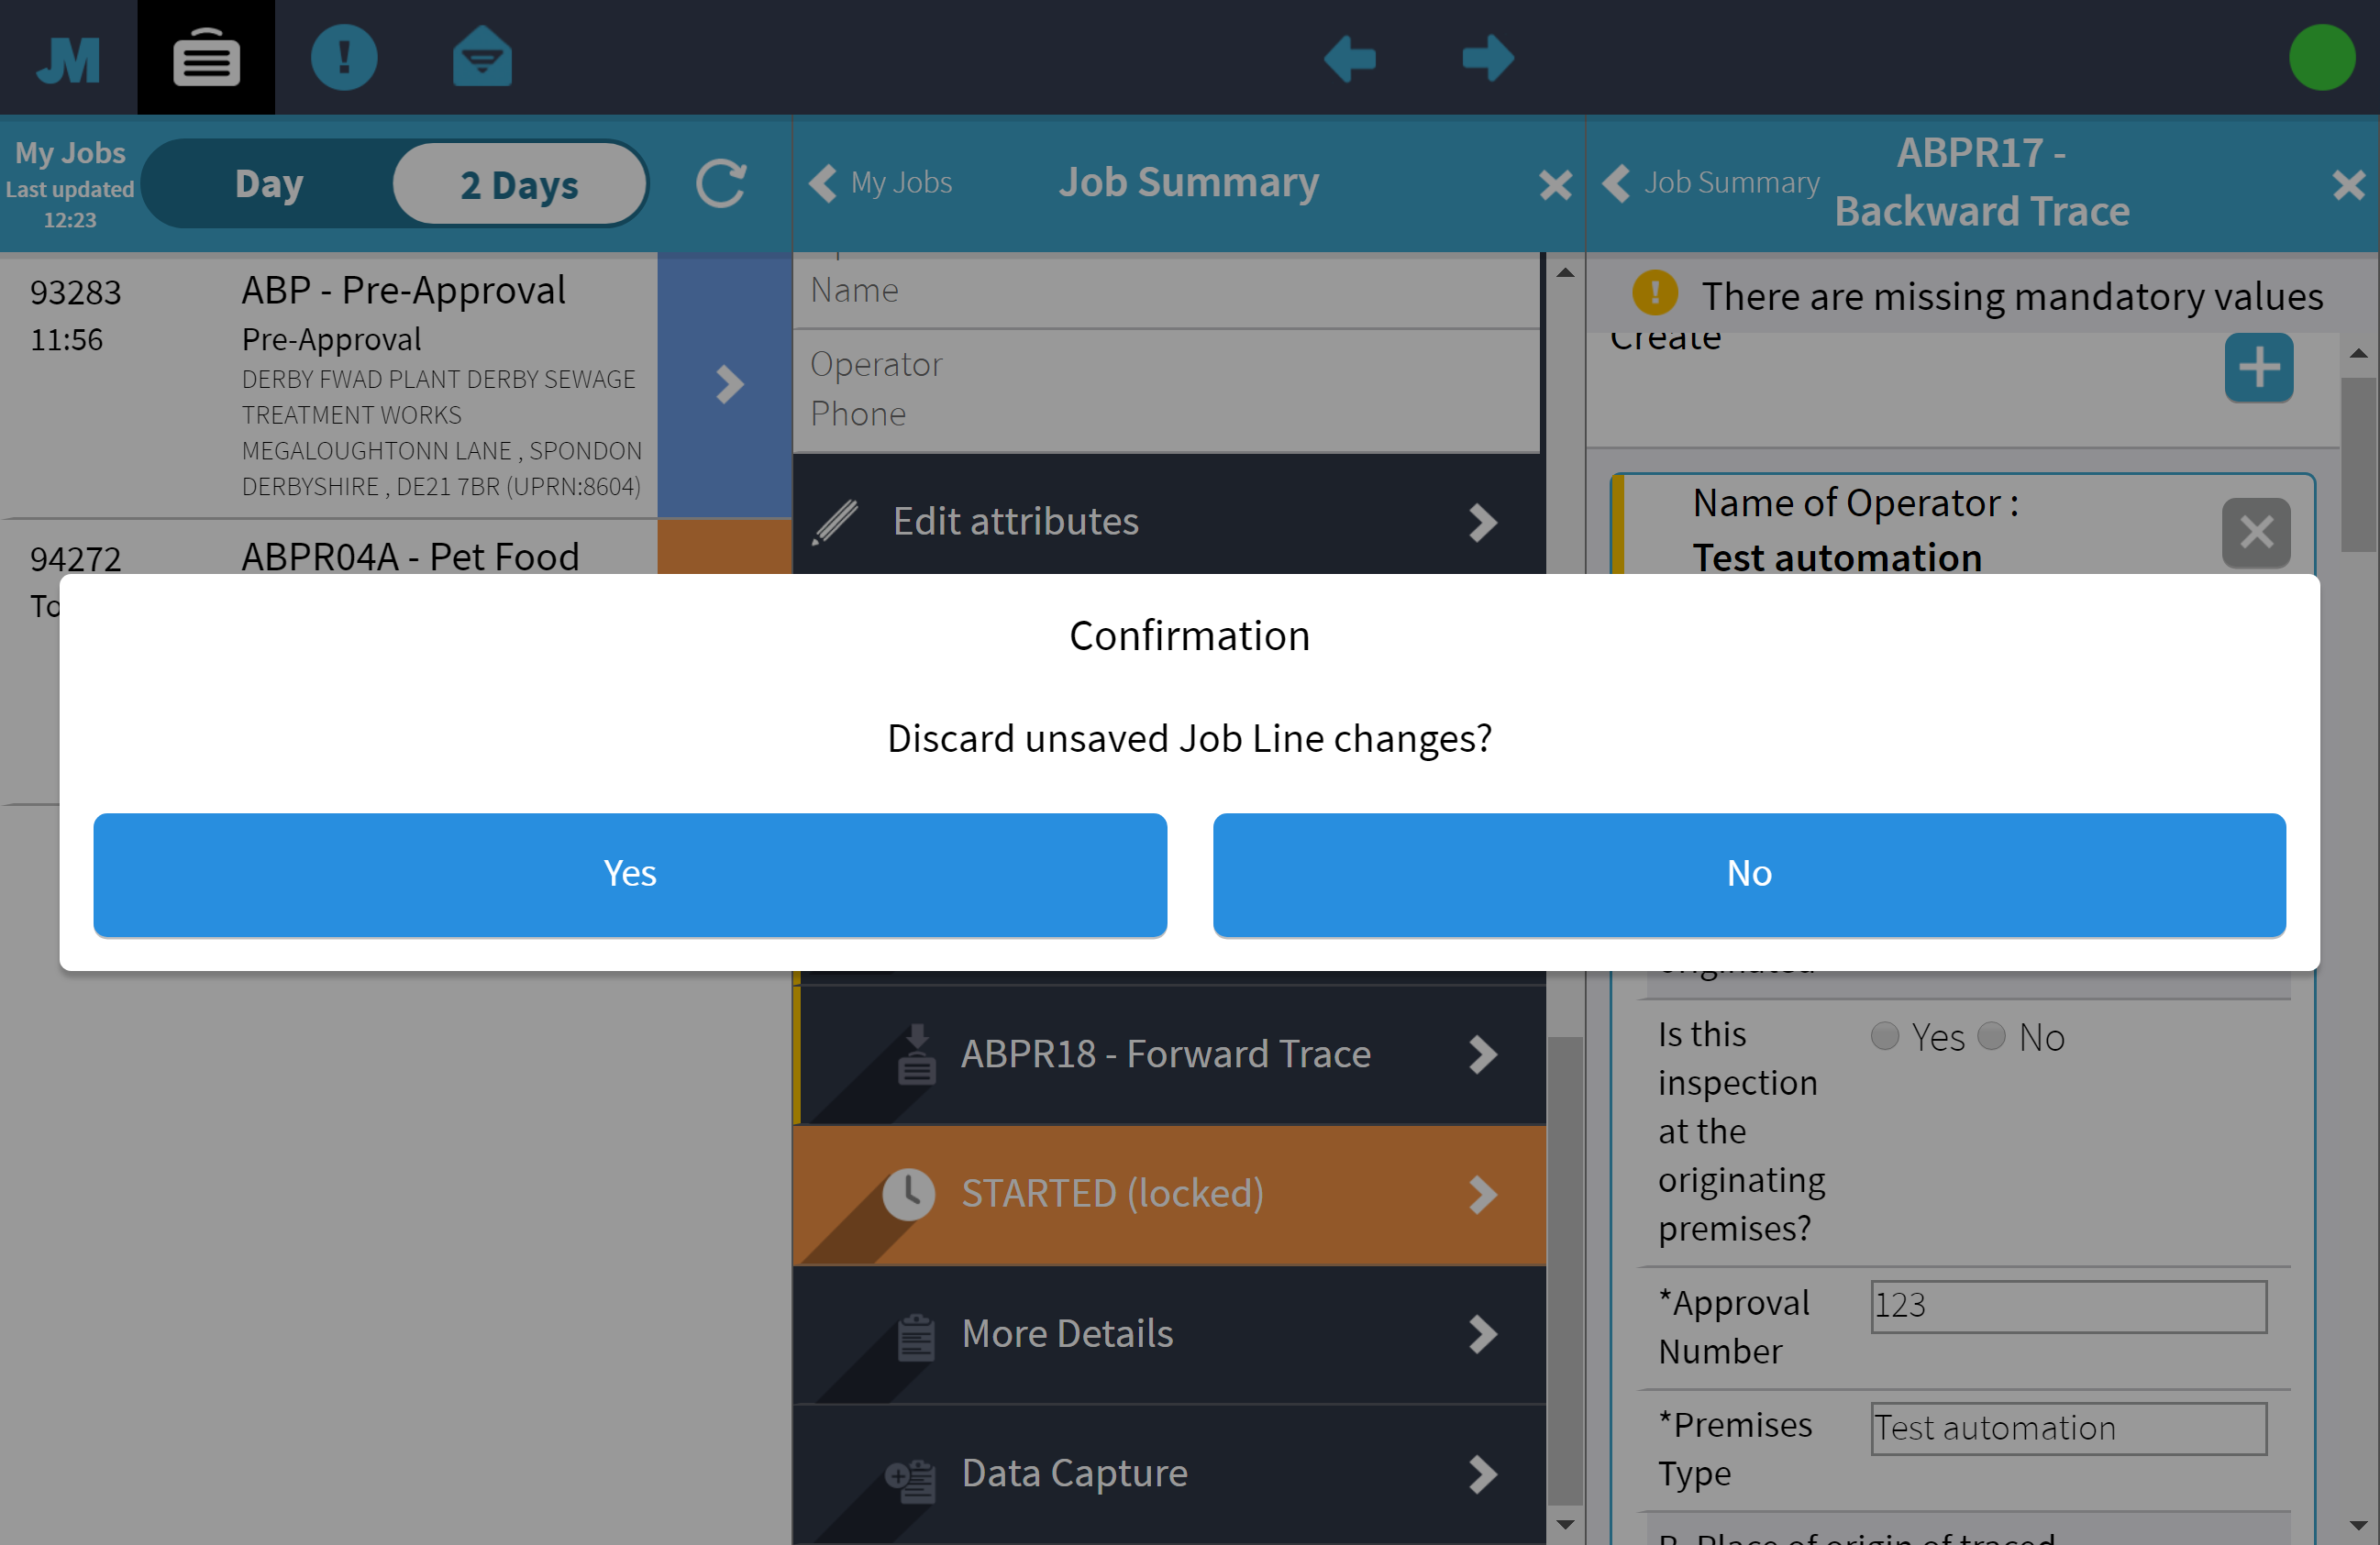 JM
My Jobs
Last updated
12:23
Day
2 Days
My Jobs
Job Summary
Job Summary
ABPR17 -
Backward Trace
93283
11:56
ABP - Pre-Approval
Pre-Approval
DERBY FWAD PLANT DERBY SEWAGE
TREATMENT WORKS
MEGALOUGHTONN LANE , SPONDON
DERBYSHIRE , DE21 7BR (UPRN:8604)
94272
ABPR04A - Pet Food
Name
Operator
Phone
Edit attributes
There are missing mandatory values
Create
Name of Operator :
Test automation
Confirmation
Discard unsaved Job Line changes?
Yes
No
ABPR18 - Forward Trace
STARTED (locked)
More Details
Data Capture
Is this
inspection
at the
originating
premises?
Yes No
*Approval
Number
123
*Premises
Type
Test automation
B. Place of origin of traced